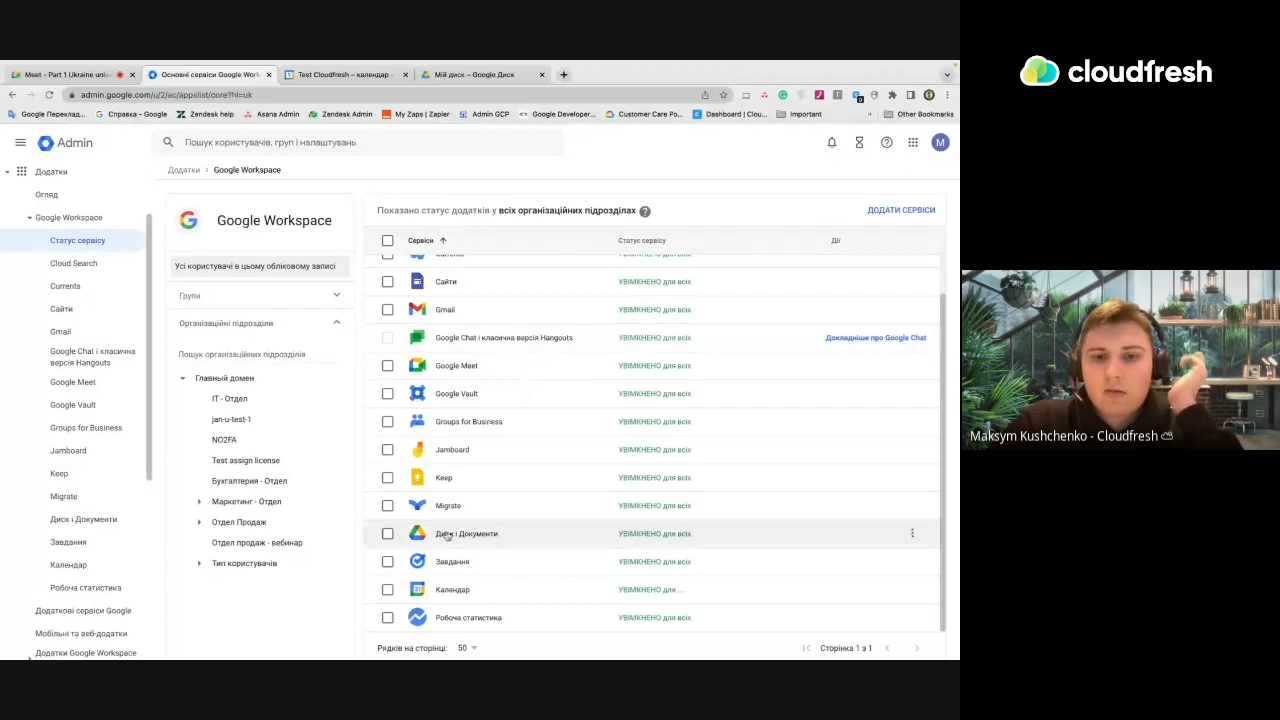 cloudfresh
Meet - Part 1 Ukraine uni
Основні сервіси Google Work
Test Cloudfresh – календар -
Мій диск – Google Диск
admin.google.com/u/2/ac/appslist/core?hl=uk
Google Переклад...
Справка – Google
Zendesk help
Asana Admin
Zendesk Admin
My Zaps | Zapier
Admin GCP
Google Developer...
Customer Care Po...
Dashboard | Clou...
Important
»
Other Bookmarks
Admin
Пошук користувачів, груп і налаштувань
M
Додатки
Огляд
Google Workspace
Статус сервісу
Cloud Search
Currents
Сайти
Gmail
Google Chat і класична
версія Hangouts
Google Meet
Google Vault
Groups for Business
Jamboard
Keep
Migrate
Диск і Документи
Завдання
Календар
Робоча статистика
Додаткові сервіси Google
Мобільні та веб-додатки
Додатки Google Workspace
Додатки › Google Workspace
Google Workspace
Усі користувачі в цьому обліковому записі
Групи
Організаційні підрозділи
Пошук організаційних підрозділів
Главный домен
IT - Отдел
jan-u-test-1
NO2FA
Test assign license
Бухгалтерия - Отдел
Маркетинг - Отдел
Отдел Продаж
Отдел продаж - вебинар
Тип користувачів
Показано статус додатків у всіх організаційних підрозділах
ДОДАТИ СЕРВІСИ
Сервіси Статус сервісу Дії
Currents УВІМКНЕНО для всіх
Сайти УВІМКНЕНО для всіх
Gmail УВІМКНЕНО для всіх
Google Chat і класична версія Hangouts УВІМКНЕНО для всіх Докладніше про Google Chat
Google Meet УВІМКНЕНО для всіх
Google Vault УВІМКНЕНО для всіх
Groups for Business УВІМКНЕНО для всіх
Jamboard УВІМКНЕНО для всіх
Keep УВІМКНЕНО для всіх
Migrate УВІМКНЕНО для всіх
Диск і Документи УВІМКНЕНО для всіх
Завдання УВІМКНЕНО для всіх
Календар УВІМКНЕНО для ...
Робоча статистика УВІМКНЕНО для всіх
Рядків на сторінці: 50
Сторінка 1 з 1
Maksym Kushchenko - Cloudfresh